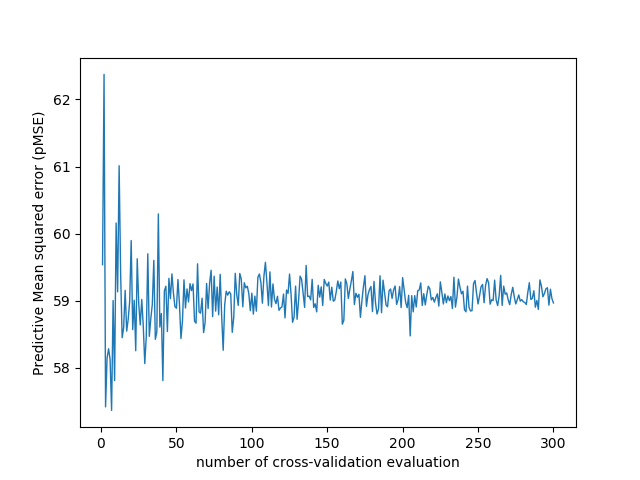 62
61
60
59
58
Predictive Mean squared error (pMSE)
0 50 100 150 200 250 300
number of cross-validation evaluation